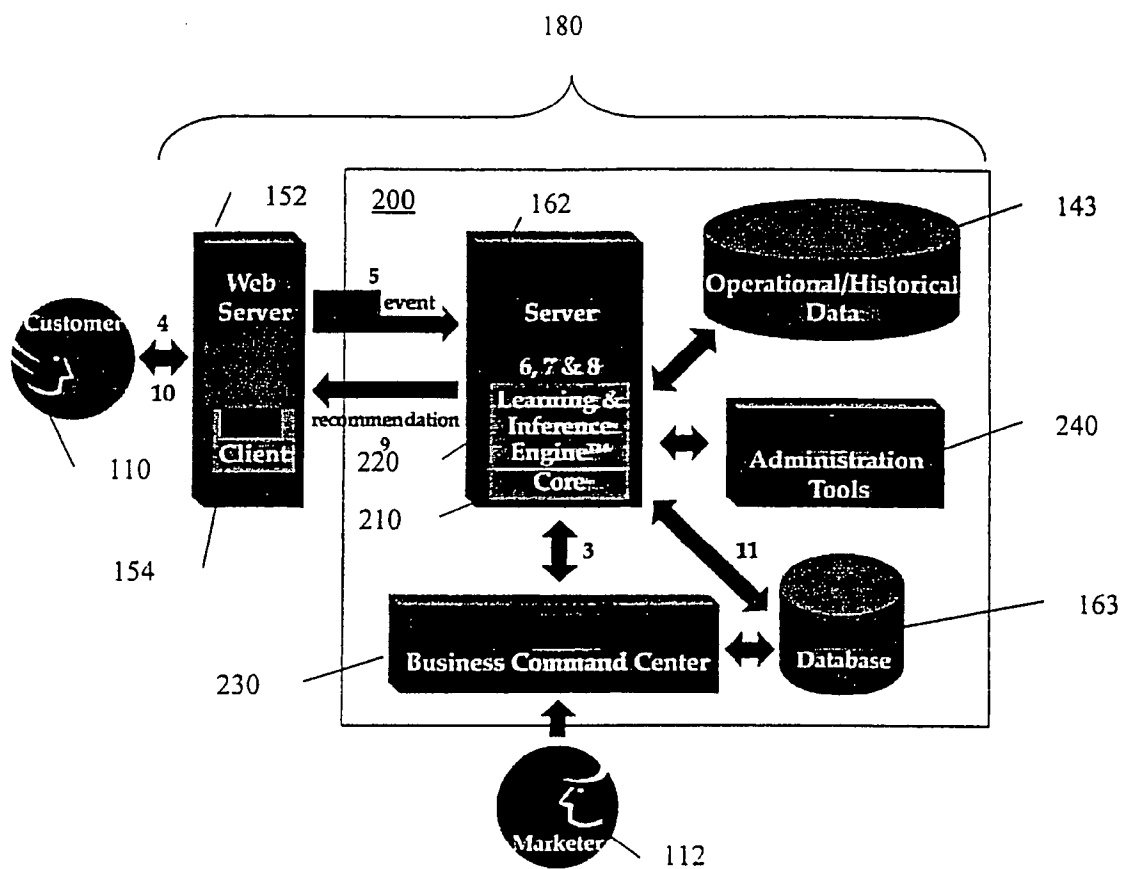 180
152
200
162
143
Web
Server
5
event
Server
Operational/Historical
Data
Customer
4
10
6, 7 & 8
Learning &
Inference
Engine™
Core
recommendation
9
Client
220
240
Administration
Tools
110
210
154
3
11
163
Business Command Center
Database
230
Marketer
112